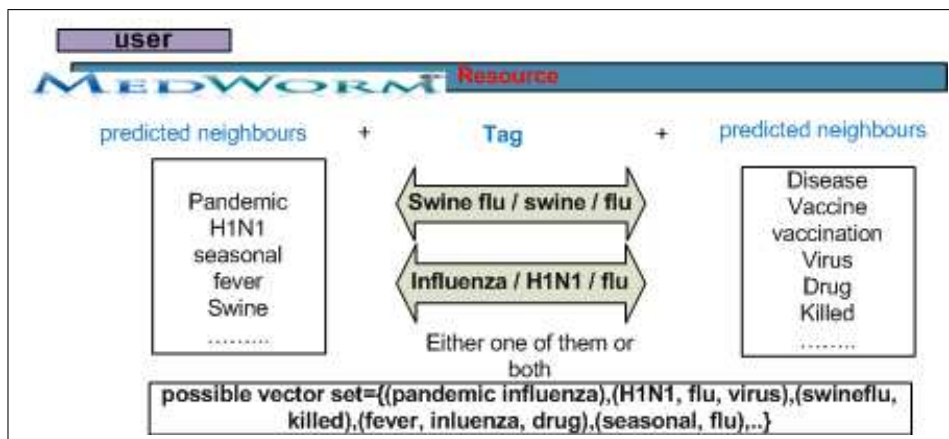 user
Resource
MEDWORM
predicted neighbours + Tag + predicted neighbours
Pandemic
H1N1
seasonal
fever
Swine
.........
Swine flu / swine / flu
Influenza / H1N1 / flu
Either one of them or
both
Disease
Vaccine
vaccination
Virus
Drug
Killed
........
possible vector set={(pandemic influenza),(H1N1, flu, virus),(swineflu,
killed),(fever, inluenza, drug),(seasonal, flu),..}